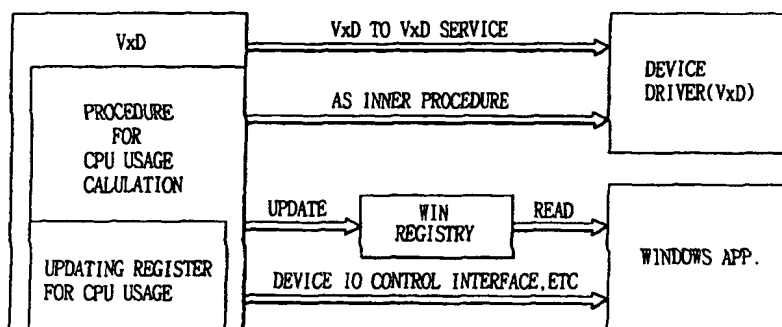 VxD
VxD TO VxD SERVICE
DEVICE
DRIVER(VxD)
PROCEDURE
FOR
CPU USAGE
CALULATION
AS INNER PROCEDURE
UPDATE
WIN
REGISTRY
READ
WINDOWS APP.
UPDATING REGISTER
FOR CPU USAGE
DEVICE IO CONTROL INTERFACE,ETC